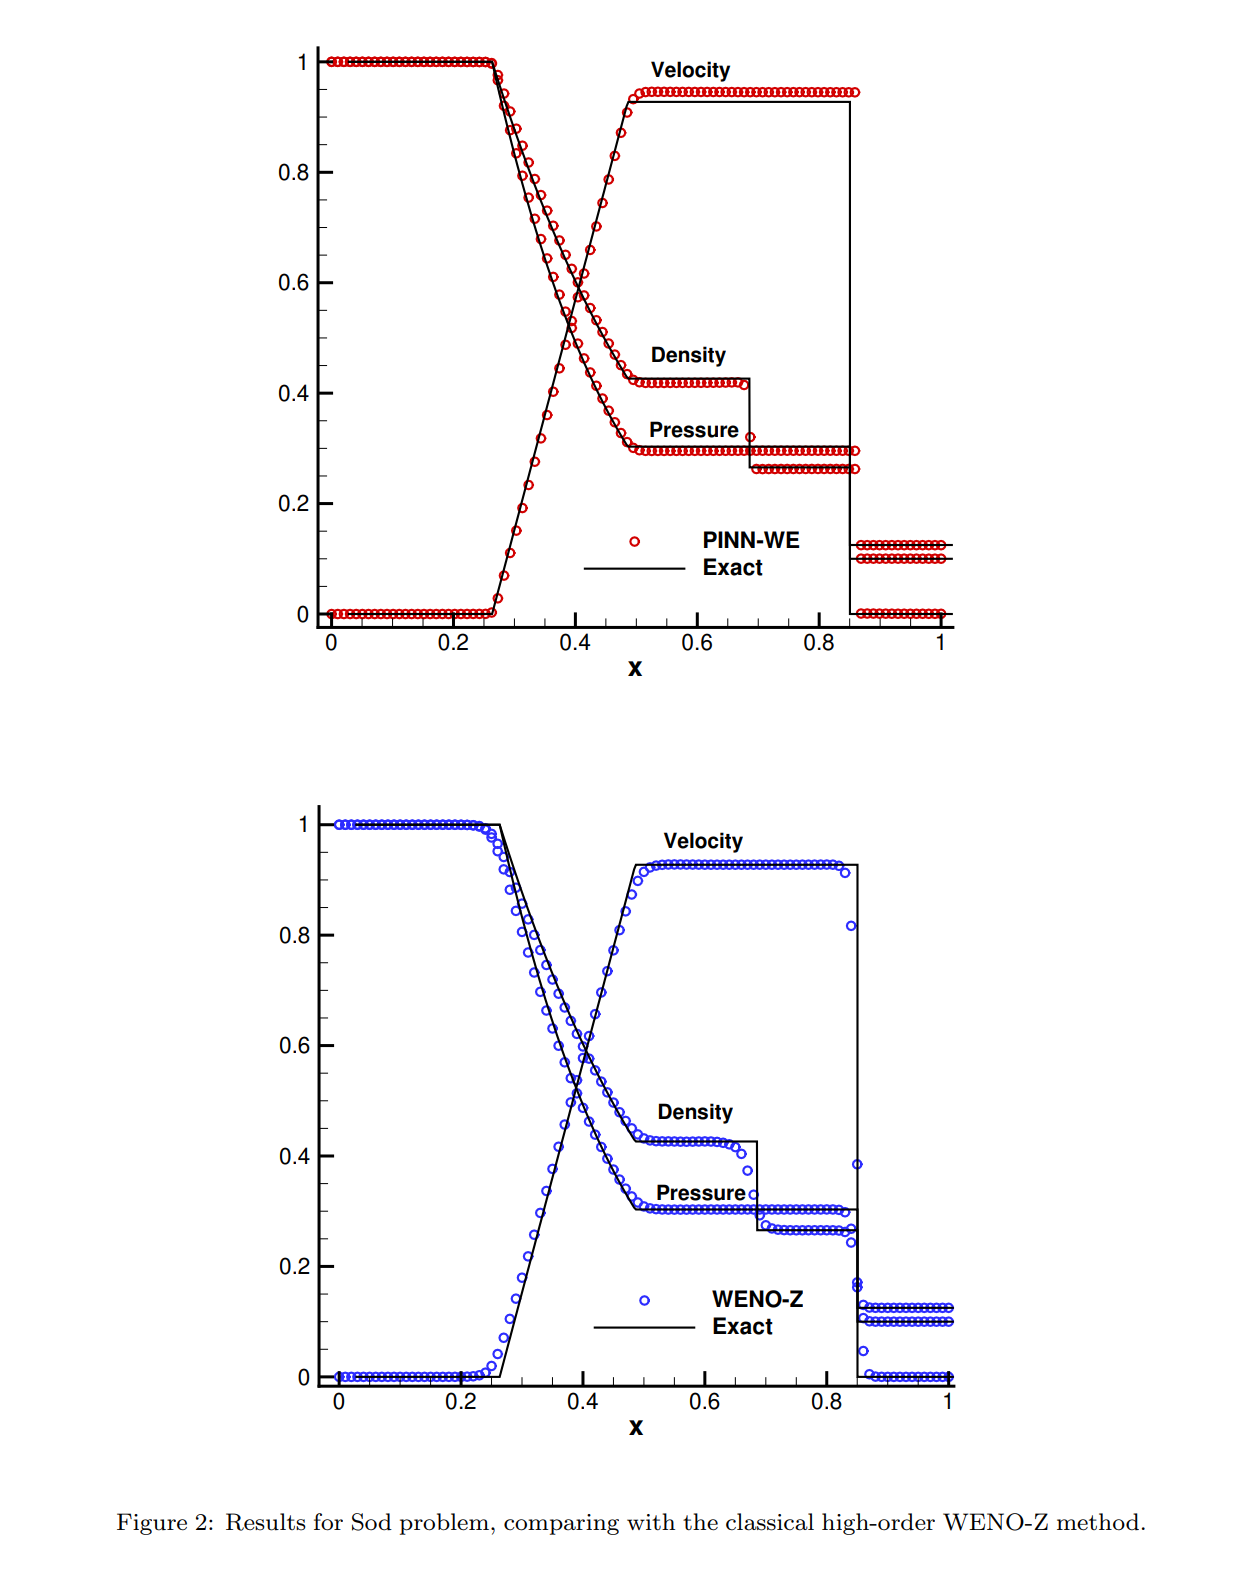 1
0.8
0.6
0.4
0.2
0
Velocity
Density
Pressure
PINN-WE
Exact
0 0.2 0.4 0.6 0.8 1
x
1
0.8
0.6
0.4
0.2
0
Velocity
Density
Pressure
WENO-Z
Exact
0 0.2 0.4 0.6 0.8 1
x
Figure 2: Results for Sod problem, comparing with the classical high-order WENO-Z method.